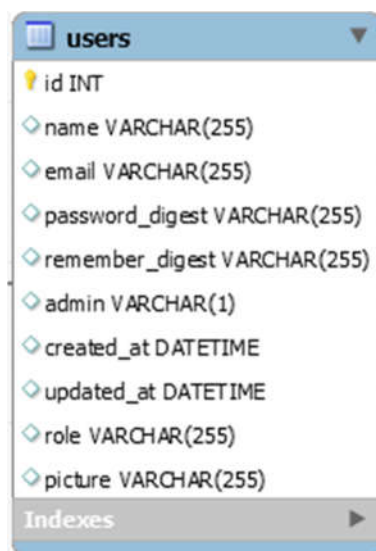 users
id INT
name VARCHAR(255)
email VARCHAR(255)
password_digest VARCHAR(255)
remember_digest VARCHAR(255)
admin VARCHAR(1)
created_at DATETIME
updated_at DATETIME
role VARCHAR(255)
picture VARCHAR(255)
Indexes